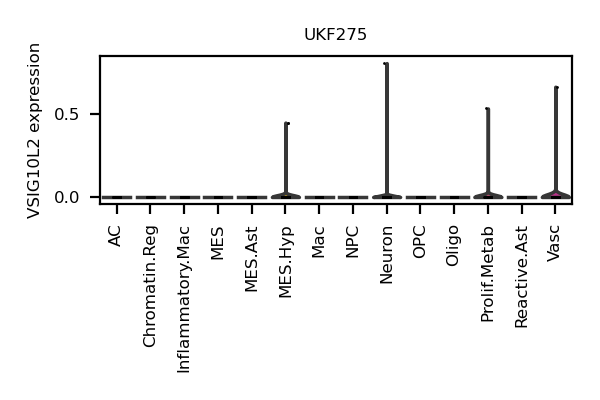 UKF275
VSIG10L2 expression
0.5
0.0
AC
Chromatin.Reg
Inflammatory.Mac
MES
MES.Ast
MES.Hyp
Mac
NPC
Neuron
OPC
Oligo
Prolif.Metab
Reactive.Ast
Vasc